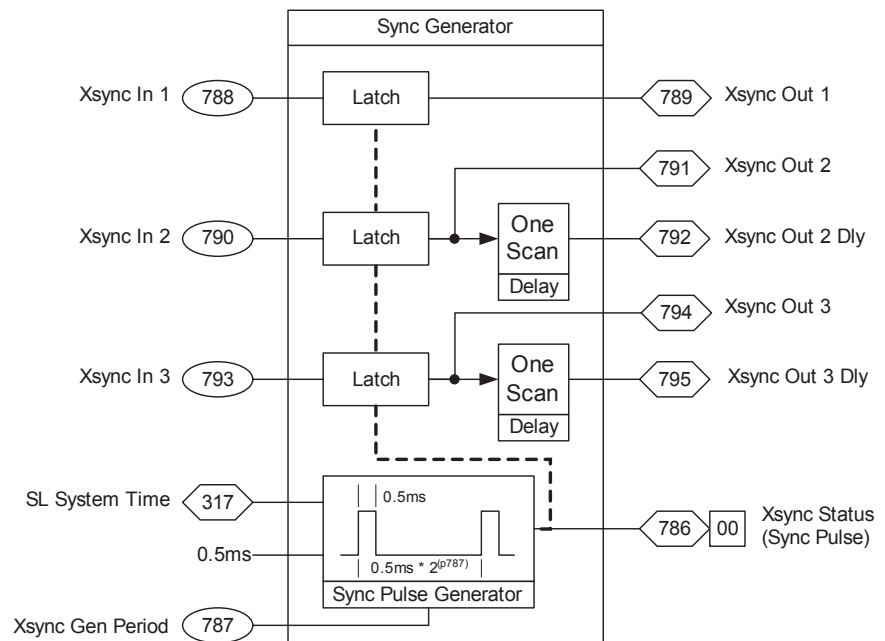 Sync Generator
Xsync In 1 788 Latch 789 Xsync Out 1
791 Xsync Out 2
Xsync In 2 790 Latch One Scan 792 Xsync Out 2 Dly
Delay
794 Xsync Out 3
Xsync In 3 793 Latch One Scan 795 Xsync Out 3 Dly
Delay
SL System Time 317
0.5ms
786 00 Xsync Status
(Sync Pulse)
0.5ms
0.5ms * 2^(p787)
Sync Pulse Generator
Xsync Gen Period 787